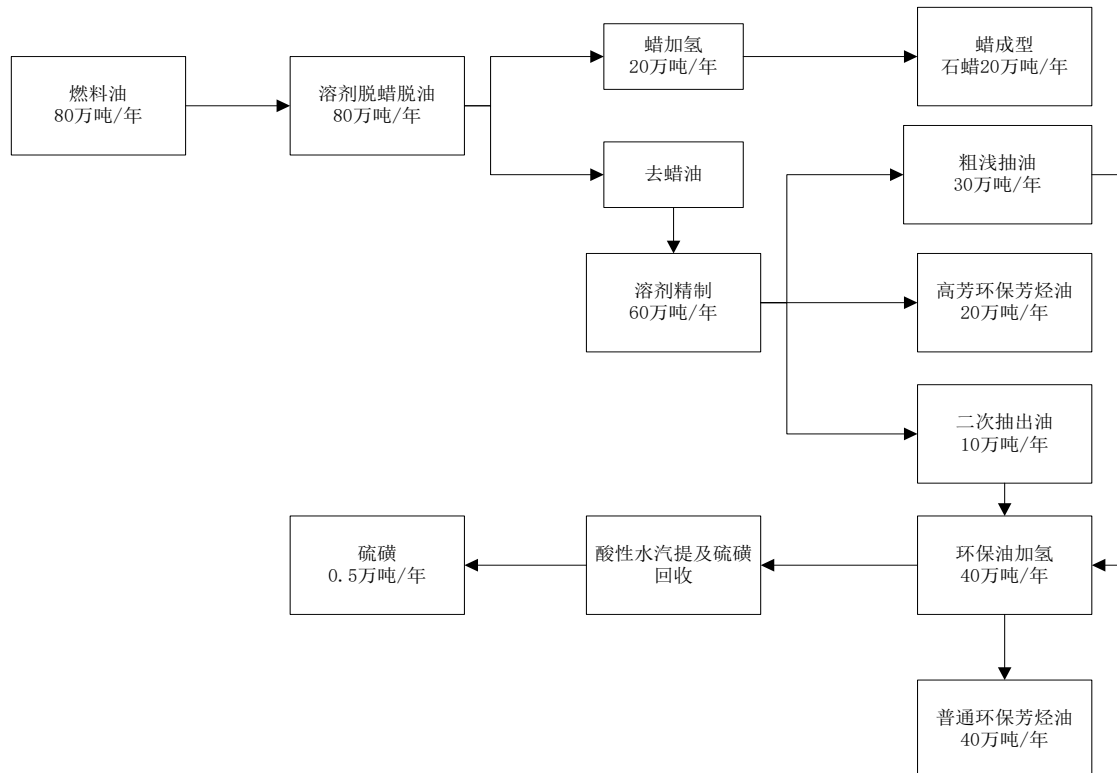 燃料油
80万吨/年
溶剂脱蜡脱油
80万吨/年
蜡加氢
20万吨/年
蜡成型
石蜡20万吨/年
去蜡油
粗浅抽油
30万吨/年
溶剂精制
60万吨/年
高芳环保芳烃油
20万吨/年
二次抽出油
10万吨/年
硫磺
0.5万吨/年
酸性水汽提及硫磺
回收
环保油加氢
40万吨/年
普通环保芳烃油
40万吨/年